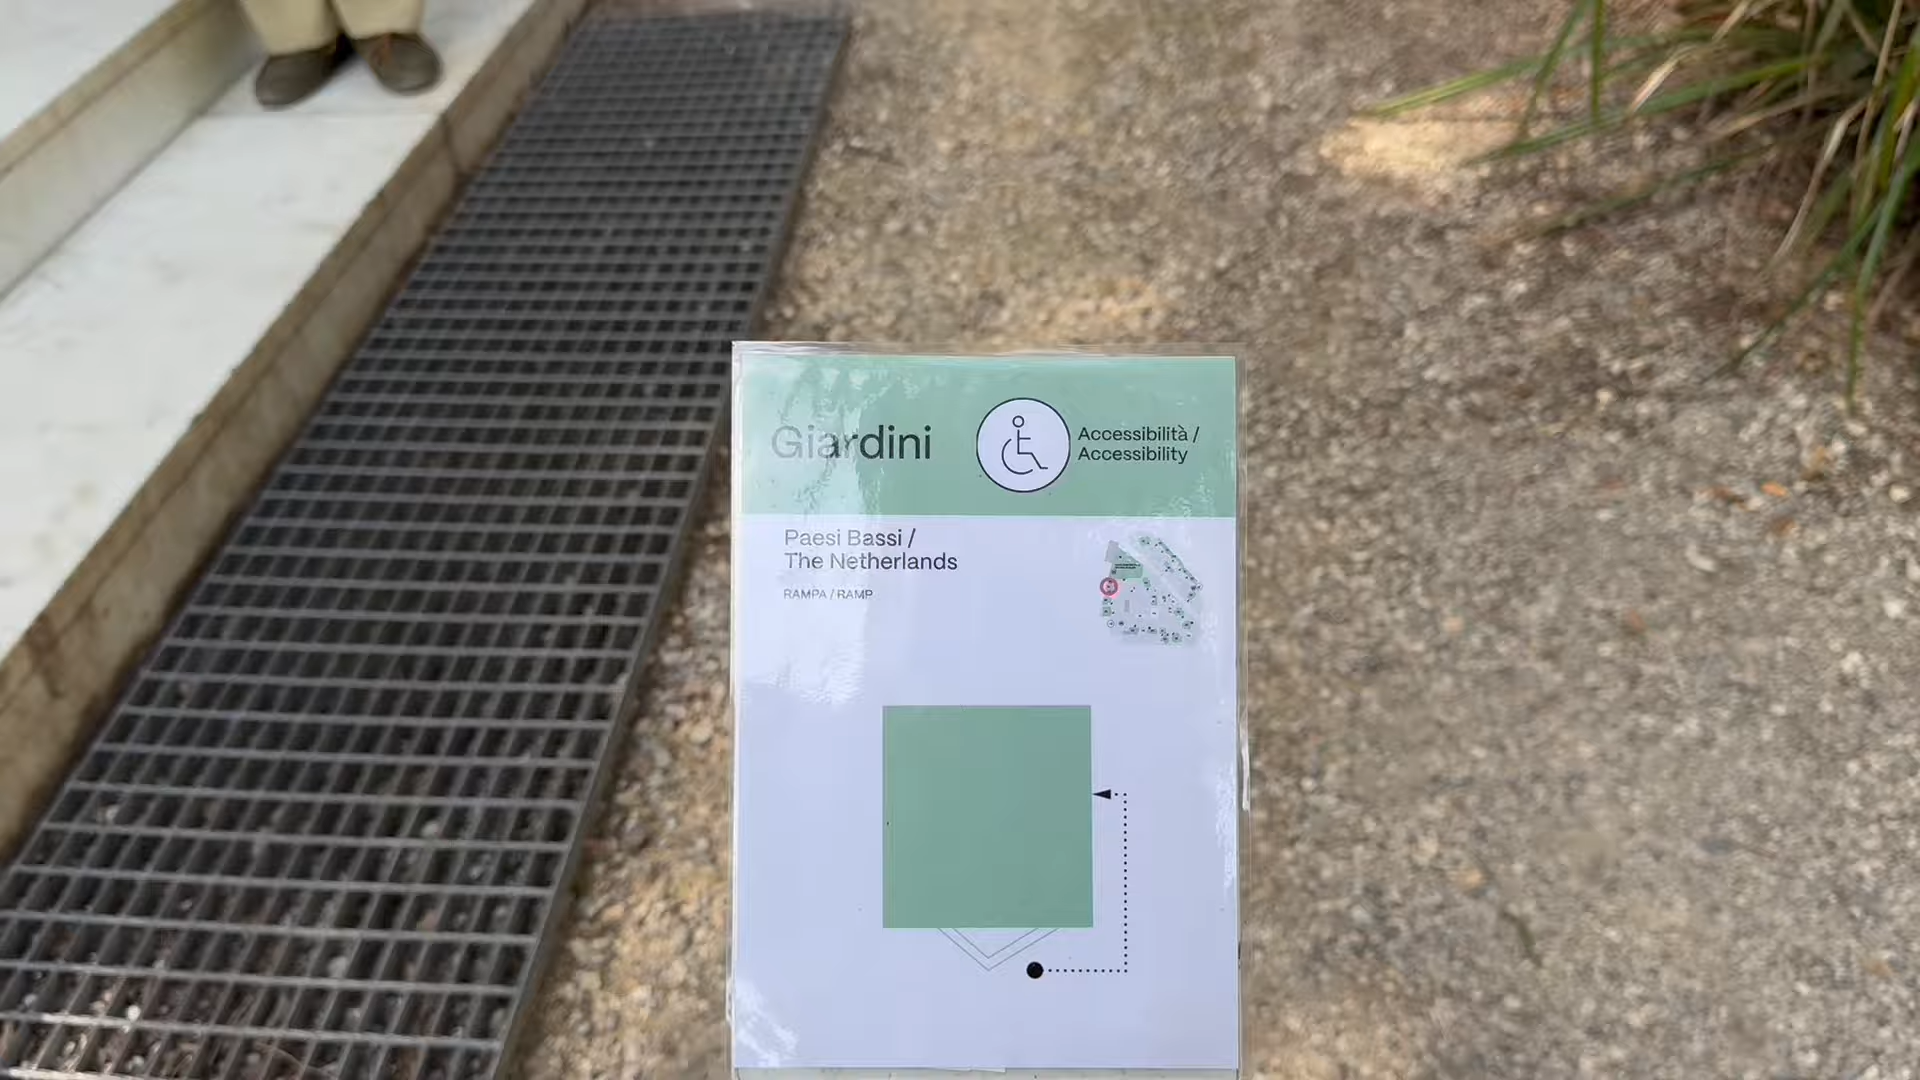 Giardini
Accessibilità /
Accessibility
Paesi Bassi /
The Netherlands
RAMPA / RAMP